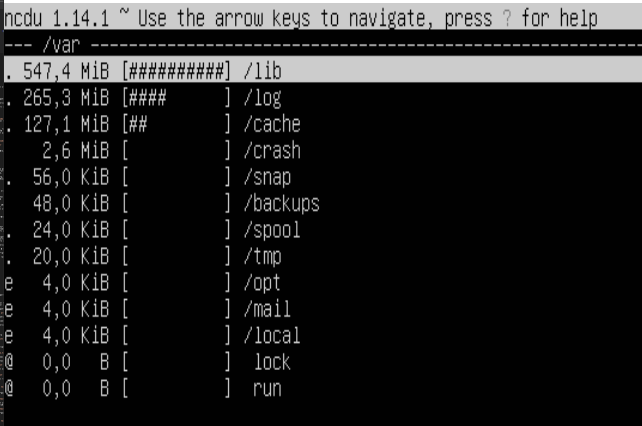 ncdu 1.14.1 ~ Use the arrow keys to navigate, press ? for help
--- /var ----------------------------------------------------------
. 547,4 MiB [##########] /lib
. 265,3 MiB [####      ] /log
. 127,1 MiB [##        ] /cache
    2,6 MiB [          ] /crash
.  56,0 KiB [          ] /snap
   48,0 KiB [          ] /backups
.  24,0 KiB [          ] /spool
.  20,0 KiB [          ] /tmp
e   4,0 KiB [          ] /opt
e   4,0 KiB [          ] /mail
e   4,0 KiB [          ] /local
@   0,0   B [          ]  lock
@   0,0   B [          ]  run